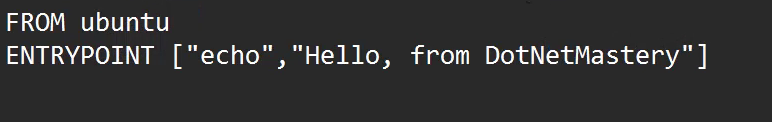 FROM ubuntu
ENTRYPOINT ["echo","Hello, from DotNetMastery"]